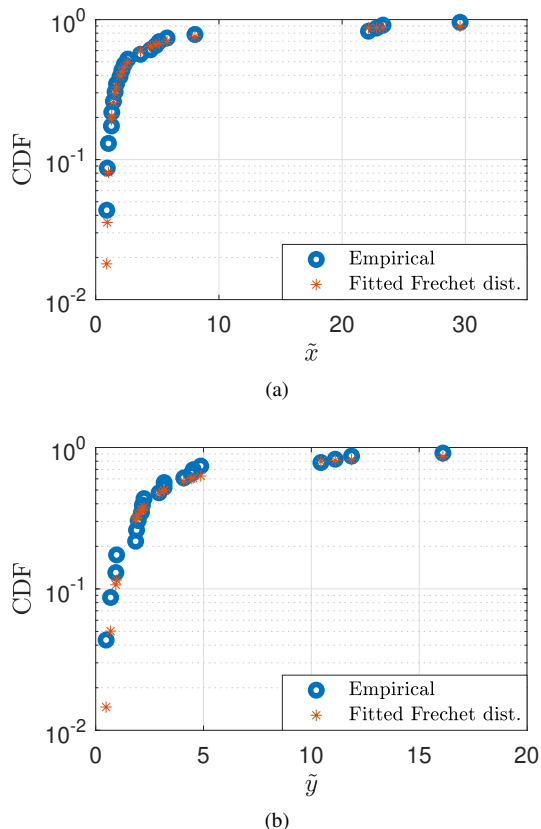 10^0
10^-1
10^-2
CDF
0 10 20 30
x̃
Empirical
Fitted Frechet dist.
(a)
10^0
10^-1
10^-2
CDF
0 5 10 15 20
ỹ
Empirical
Fitted Frechet dist.
(b)